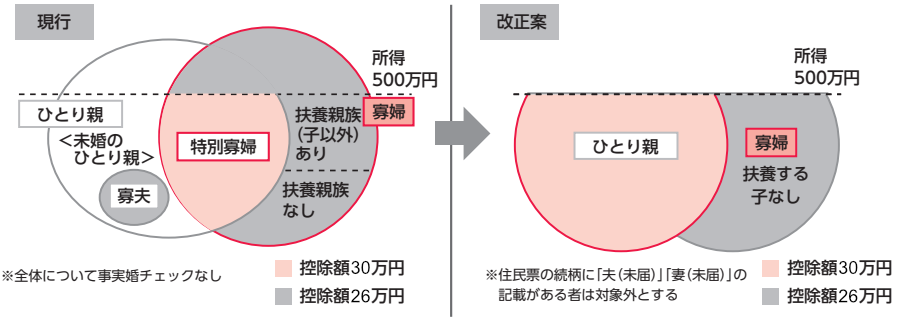 現行
所得
500万円
ひとり親
＜未婚の
ひとり親＞
寡夫
特別寡婦
寡婦
扶養親族
(子以外)
あり
扶養親族
なし
※全体について事実婚チェックなし
控除額30万円
控除額26万円
改正案
所得
500万円
ひとり親
寡婦
扶養する
子なし
※住民票の続柄に「夫(未届)」「妻(未届)」の
記載がある者は対象外とする
控除額30万円
控除額26万円